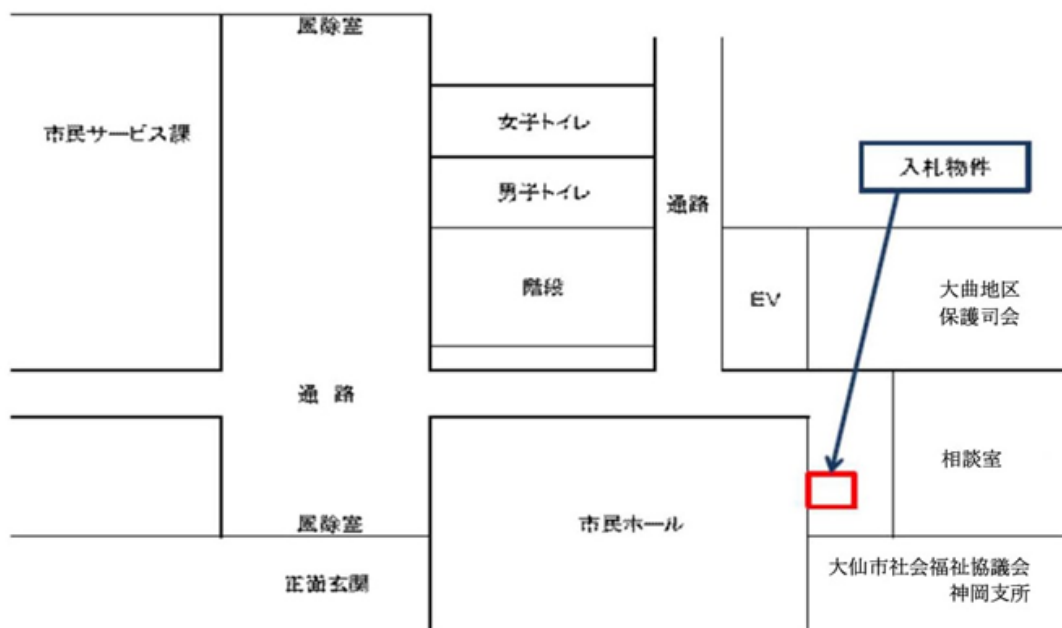 風除室
市民サービス課
女子トイレ
入札物件
男子トイレ
通路
階段
EV
大曲地区
保護司会
通 路
相談室
風除室
市民ホール
正面玄関
大仙市社会福祉協議会
神岡支所